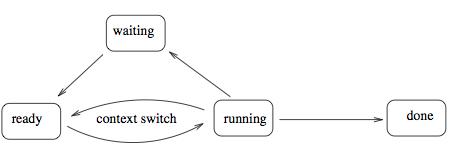 waiting
ready
context switch
running
done